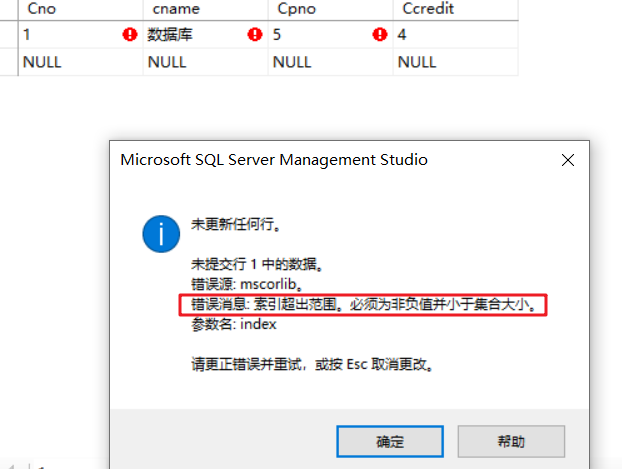 Cno cname Cpno Ccredit
1 数据库 5 4
NULL NULL NULL NULL
Microsoft SQL Server Management Studio
未更新任何行。
未提交行 1 中的数据。
错误源: mscorlib。
错误消息: 索引超出范围。必须为非负值并小于集合大小。
参数名: index
请更正错误并重试，或按 Esc 取消更改。
确定 帮助